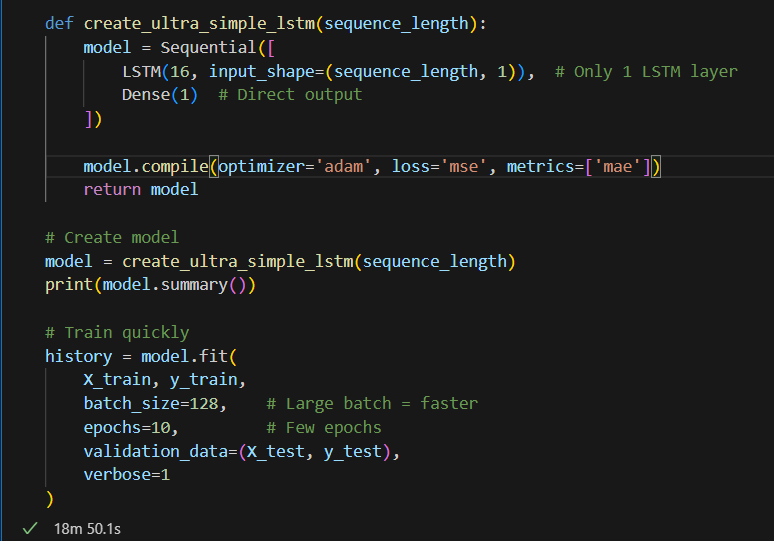 def create_ultra_simple_lstm(sequence_length):
    model = Sequential([
        LSTM(16, input_shape=(sequence_length, 1)),  # Only 1 LSTM layer
        Dense(1)  # Direct output
    ])

    model.compile(optimizer='adam', loss='mse', metrics=['mae'])
    return model

# Create model
model = create_ultra_simple_lstm(sequence_length)
print(model.summary())

# Train quickly
history = model.fit(
    X_train, y_train,
    batch_size=128,    # Large batch = faster
    epochs=10,         # Few epochs
    validation_data=(X_test, y_test),
    verbose=1
)
18m 50.1s